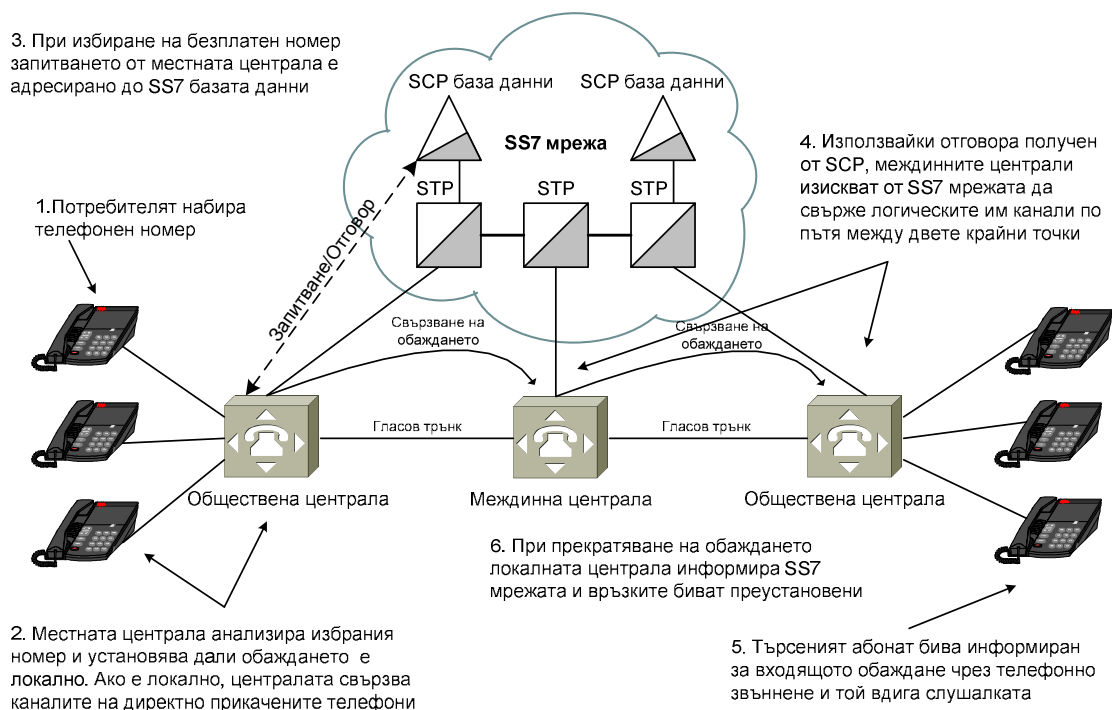 3. При избиране на безплатен номер
запитването от местната централа е
адресирано до SS7 базата данни
SCP база данни
SCP база данни
SS7 мрежа
STP
STP
STP
4. Използвайки отговора получен
от SCP, междинните централи
изискват от SS7 мрежата да
свърже логическите им канали по
пътя между двете крайни точки
1.Потребителят набира
телефонен номер
Запитване/Отговор
Свързване на
обаждането
Свързване на
обаждането
Гласов трънк
Гласов трънк
Обществена централа
Междинна централа
Обществена централа
6. При прекратяване на обаждането
локалната централа информира SS7
мрежата и връзките биват преустановени
2. Местната централа анализира избрания
номер и установява дали обаждането е
локално. Ако е локално, централата свързва
каналите на директно прикачените телефони
5. Търсеният абонат бива информиран
за входящото обаждане чрез телефонно
звъннене и той вдига слушалката